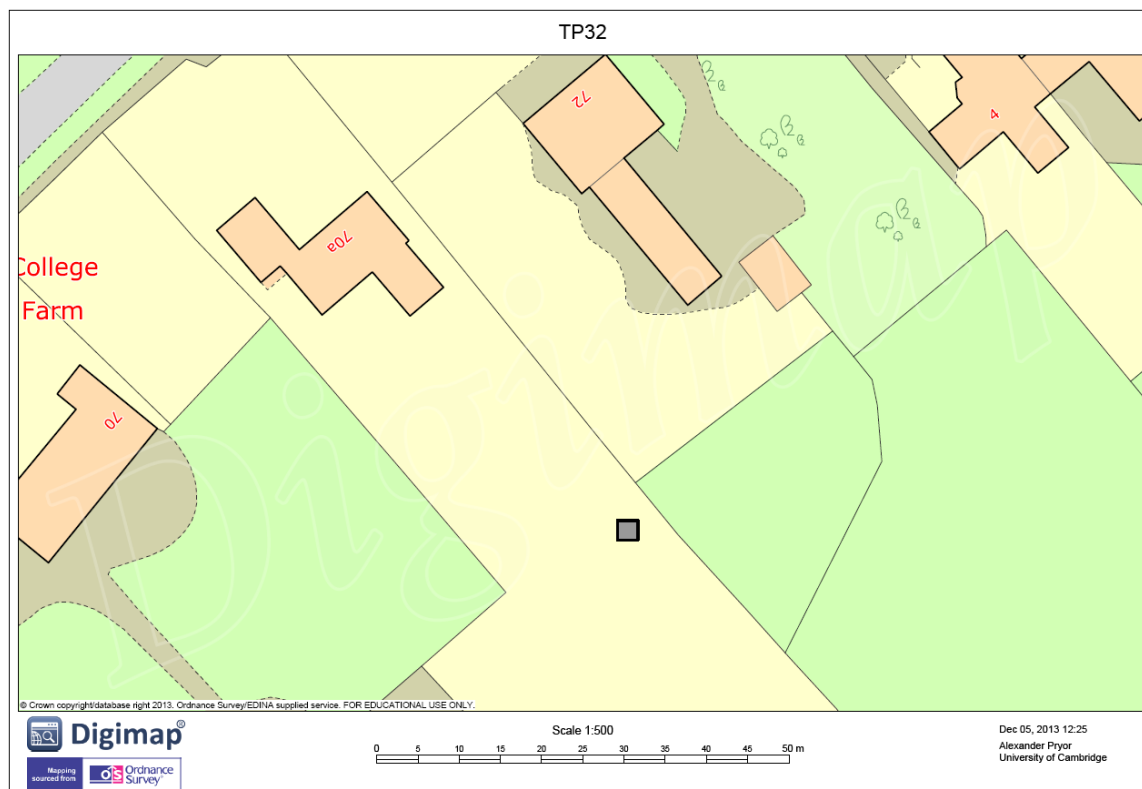 TP32
72
4
70a
College
Farm
70
Digimap
© Crown copyright/database right 2013. Ordnance Survey/EDINA supplied service. FOR EDUCATIONAL USE ONLY.
Digimap®
Mapping
sourced from
OS Ordnance
Survey®
Scale 1:500
0 5 10 15 20 25 30 35 40 45 50 m
Dec 05, 2013 12:25
Alexander Pryor
University of Cambridge